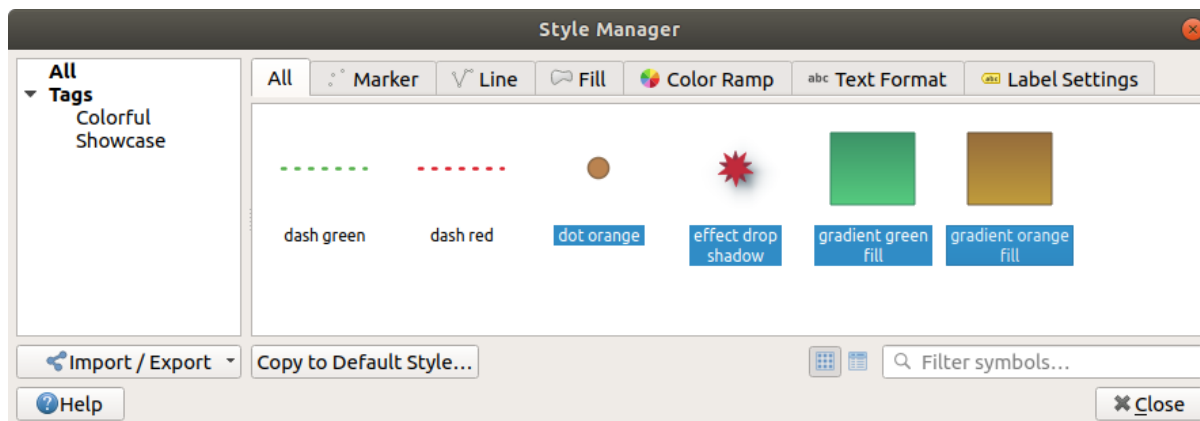 Style Manager
All
Tags
Colorful
Showcase
All
Marker
Line
Fill
Color Ramp
abc Text Format
abc Label Settings
dash green
dash red
dot orange
effect drop
shadow
gradient green
fill
gradient orange
fill
Import / Export
Copy to Default Style...
Filter symbols...
Help
Close